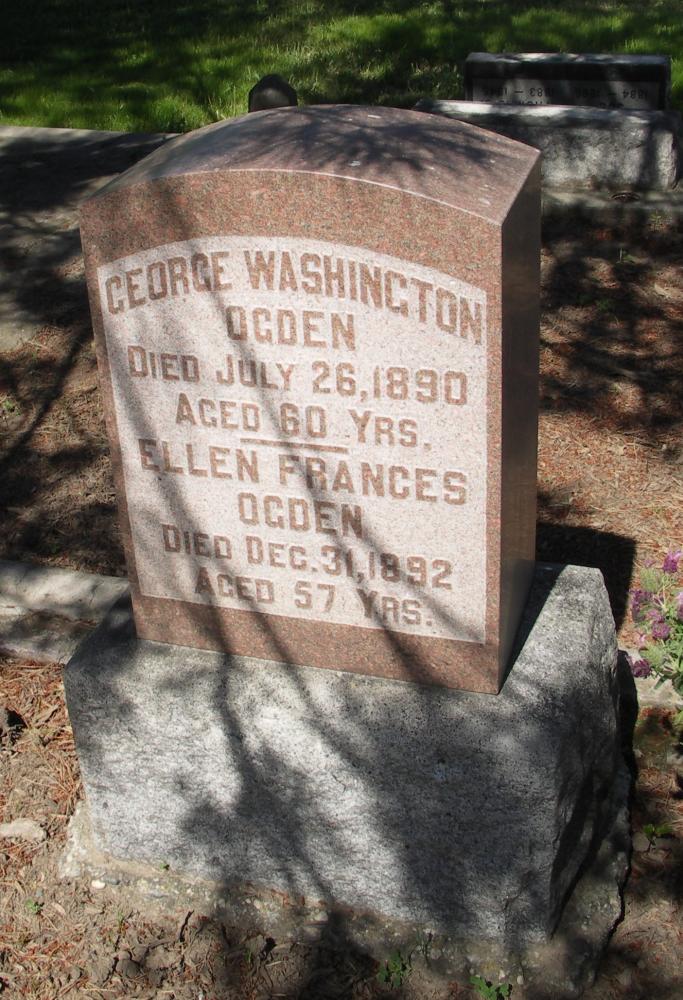 GEORGE WASHINGTON
OGDEN
DIED JULY 26, 1890
AGED 60 YRS.
ELLEN FRANCES
OGDEN
DIED DEC. 31, 1892
AGED 57 YRS.